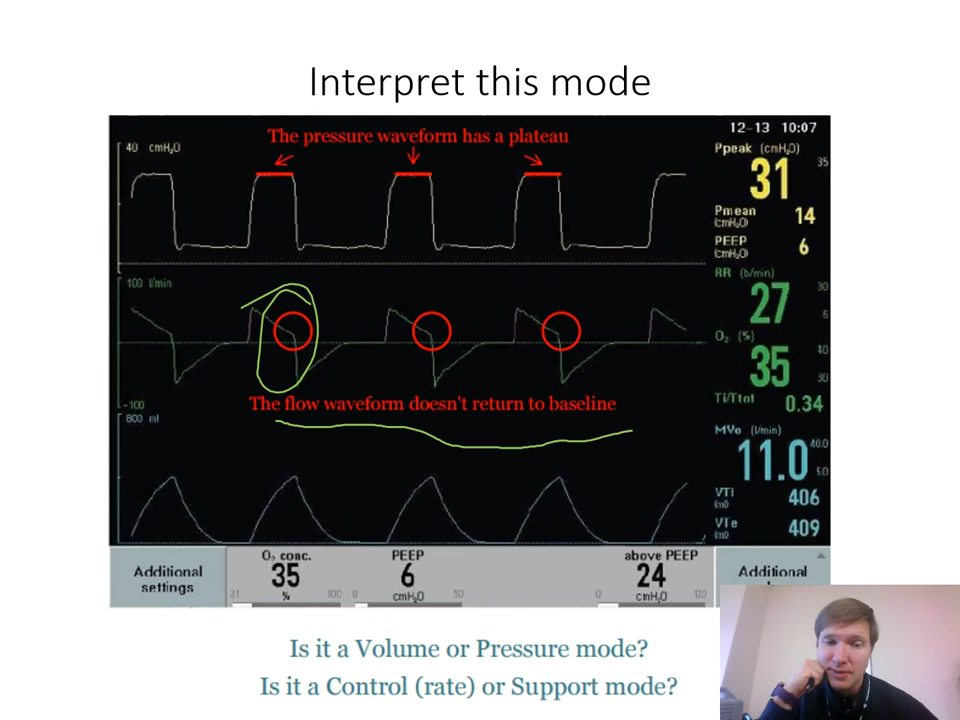 Interpret this mode
The pressure waveform has a plateau
12-13 10:07
40 cmH₂O
Ppeak (cmH₂O)
35
31
Pmean
(cmH₂O)
14
PEEP
(cmH₂O)
6
100 l/min
RR (b/min)
30
27
5
O₂ (%)
40
35
30
-100
The flow waveform doesn't return to baseline
Ti/Ttot 0.34
800 ml
MVe (l/min)
40.0
11.0
5.0
VTi
(ml)
406
VTe
(ml)
409
Additional
settings
O₂ conc.
35
21 % 100
PEEP
6
0 cmH₂O 50
above PEEP
24
0 cmH₂O 120
Additional
Is it a Volume or Pressure mode?
Is it a Control (rate) or Support mode?